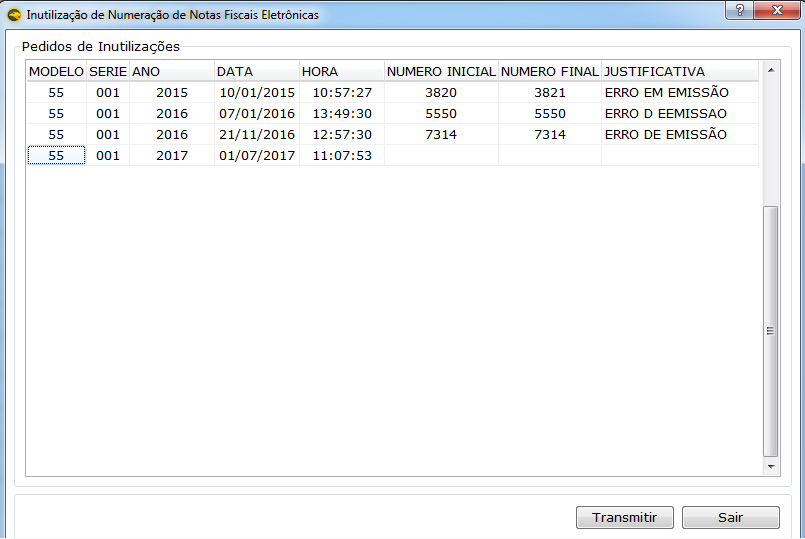 Inutilização de Numeração de Notas Fiscais Eletrônicas
Pedidos de Inutilizações
MODELO SERIE ANO DATA HORA NUMERO INICIAL NUMERO FINAL JUSTIFICATIVA
55 001 2015 10/01/2015 10:57:27 3820 3821 ERRO EM EMISSÃO
55 001 2016 07/01/2016 13:49:30 5550 5550 ERRO D EEMISSAO
55 001 2016 21/11/2016 12:57:30 7314 7314 ERRO DE EMISSÃO
55 001 2017 01/07/2017 11:07:53
Transmitir Sair